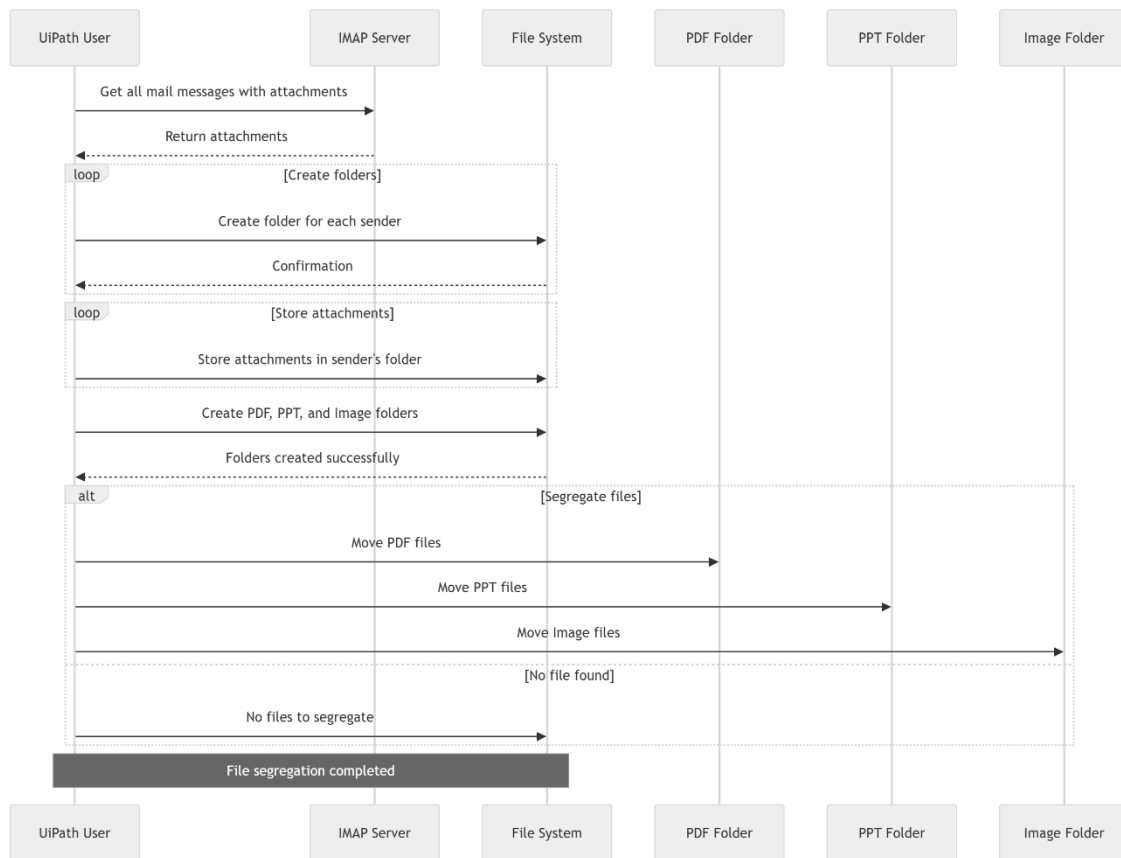 UiPath User
IMAP Server
File System
PDF Folder
PPT Folder
Image Folder
Get all mail messages with attachments
Return attachments
loop
[Create folders]
Create folder for each sender
Confirmation
loop
[Store attachments]
Store attachments in sender's folder
Create PDF, PPT, and Image folders
Folders created successfully
alt
[Segregate files]
Move PDF files
Move PPT files
Move Image files
[No file found]
No files to segregate
File segregation completed
UiPath User
IMAP Server
File System
PDF Folder
PPT Folder
Image Folder